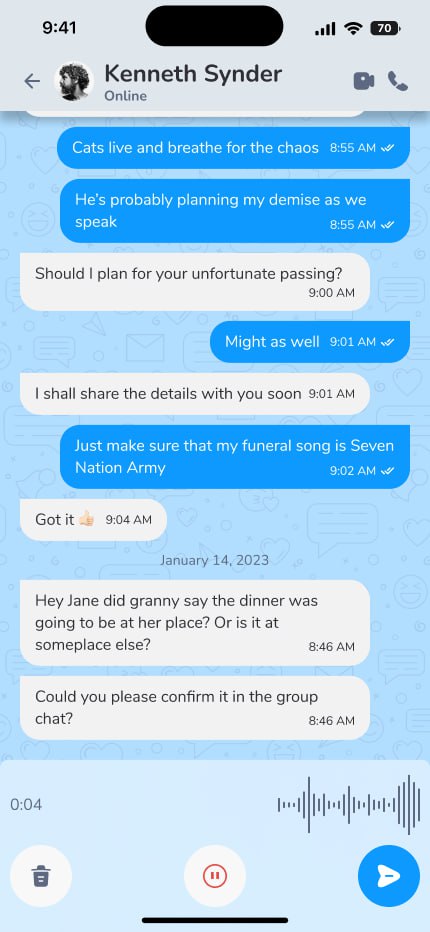 9:41
70
Kenneth Synder
Online
Cats live and breathe for the chaos 8:55 AM
He's probably planning my demise as we
speak 8:55 AM
Should I plan for your unfortunate passing?
9:00 AM
Might as well 9:01 AM
I shall share the details with you soon 9:01 AM
Just make sure that my funeral song is Seven
Nation Army 9:02 AM
Got it 👍🏻 9:04 AM
January 14, 2023
Hey Jane did granny say the dinner was
going to be at her place? Or is it at
someplace else? 8:46 AM
Could you please confirm it in the group
chat? 8:46 AM
0:04